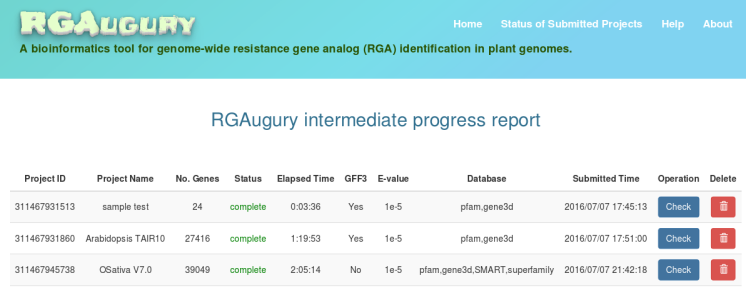 RGAUGURY
Home Status of Submitted Projects Help About
A bioinformatics tool for genome-wide resistance gene analog (RGA) identification in plant genomes.
RGAugury intermediate progress report
Project ID Project Name No. Genes Status Elapsed Time GFF3 E-value Database Submitted Time Operation Delete
311467931513 sample test 24 complete 0:03:36 Yes 1e-5 pfam,gene3d 2016/07/07 17:45:13 Check
311467931860 Arabidopsis TAIR10 27416 complete 1:19:53 Yes 1e-5 pfam,gene3d 2016/07/07 17:51:00 Check
311467945738 OSativa V7.0 39049 complete 2:05:14 No 1e-5 pfam,gene3d,SMART,superfamily 2016/07/07 21:42:18 Check